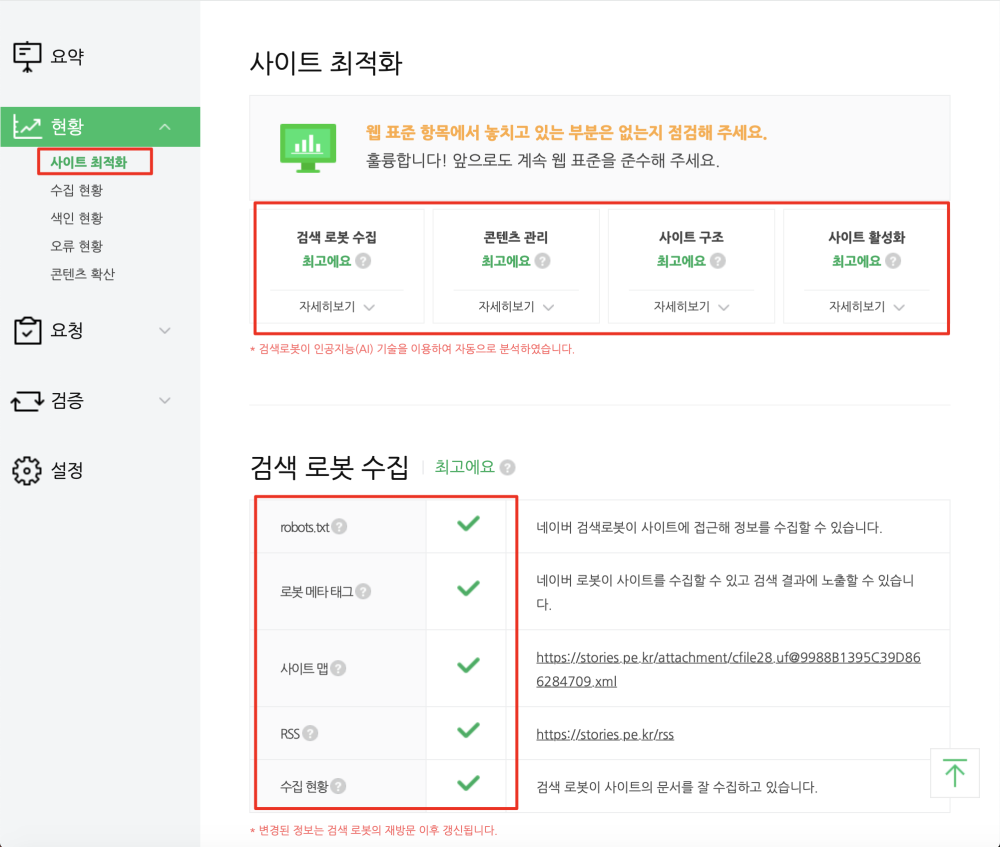 요약
현황
사이트 최적화
수집 현황
색인 현황
오류 현황
콘텐츠 확산
요청
검증
설정
사이트 최적화
웹 표준 항목에서 놓치고 있는 부분은 없는지 점검해 주세요.
훌륭합니다! 앞으로도 계속 웹 표준을 준수해 주세요.
검색 로봇 수집
최고에요 ?
자세히보기
콘텐츠 관리
최고에요 ?
자세히보기
사이트 구조
최고에요 ?
자세히보기
사이트 활성화
최고에요 ?
자세히보기
* 검색로봇이 인공지능(AI) 기술을 이용하여 자동으로 분석하였습니다.
검색 로봇 수집 | 최고에요 ?
robots.txt ?
네이버 검색로봇이 사이트에 접근해 정보를 수집할 수 있습니다.
로봇 메타 태그 ?
네이버 로봇이 사이트를 수집할 수 있고 검색 결과에 노출할 수 있습니
다.
사이트 맵 ?
https://stories.pe.kr/attachment/cfile28.uf@9988B1395C39D86
6284709.xml
RSS ?
https://stories.pe.kr/rss
수집 현황 ?
검색 로봇이 사이트의 문서를 잘 수집하고 있습니다.
* 변경된 정보는 검색 로봇의 재방문 이후 갱신됩니다.